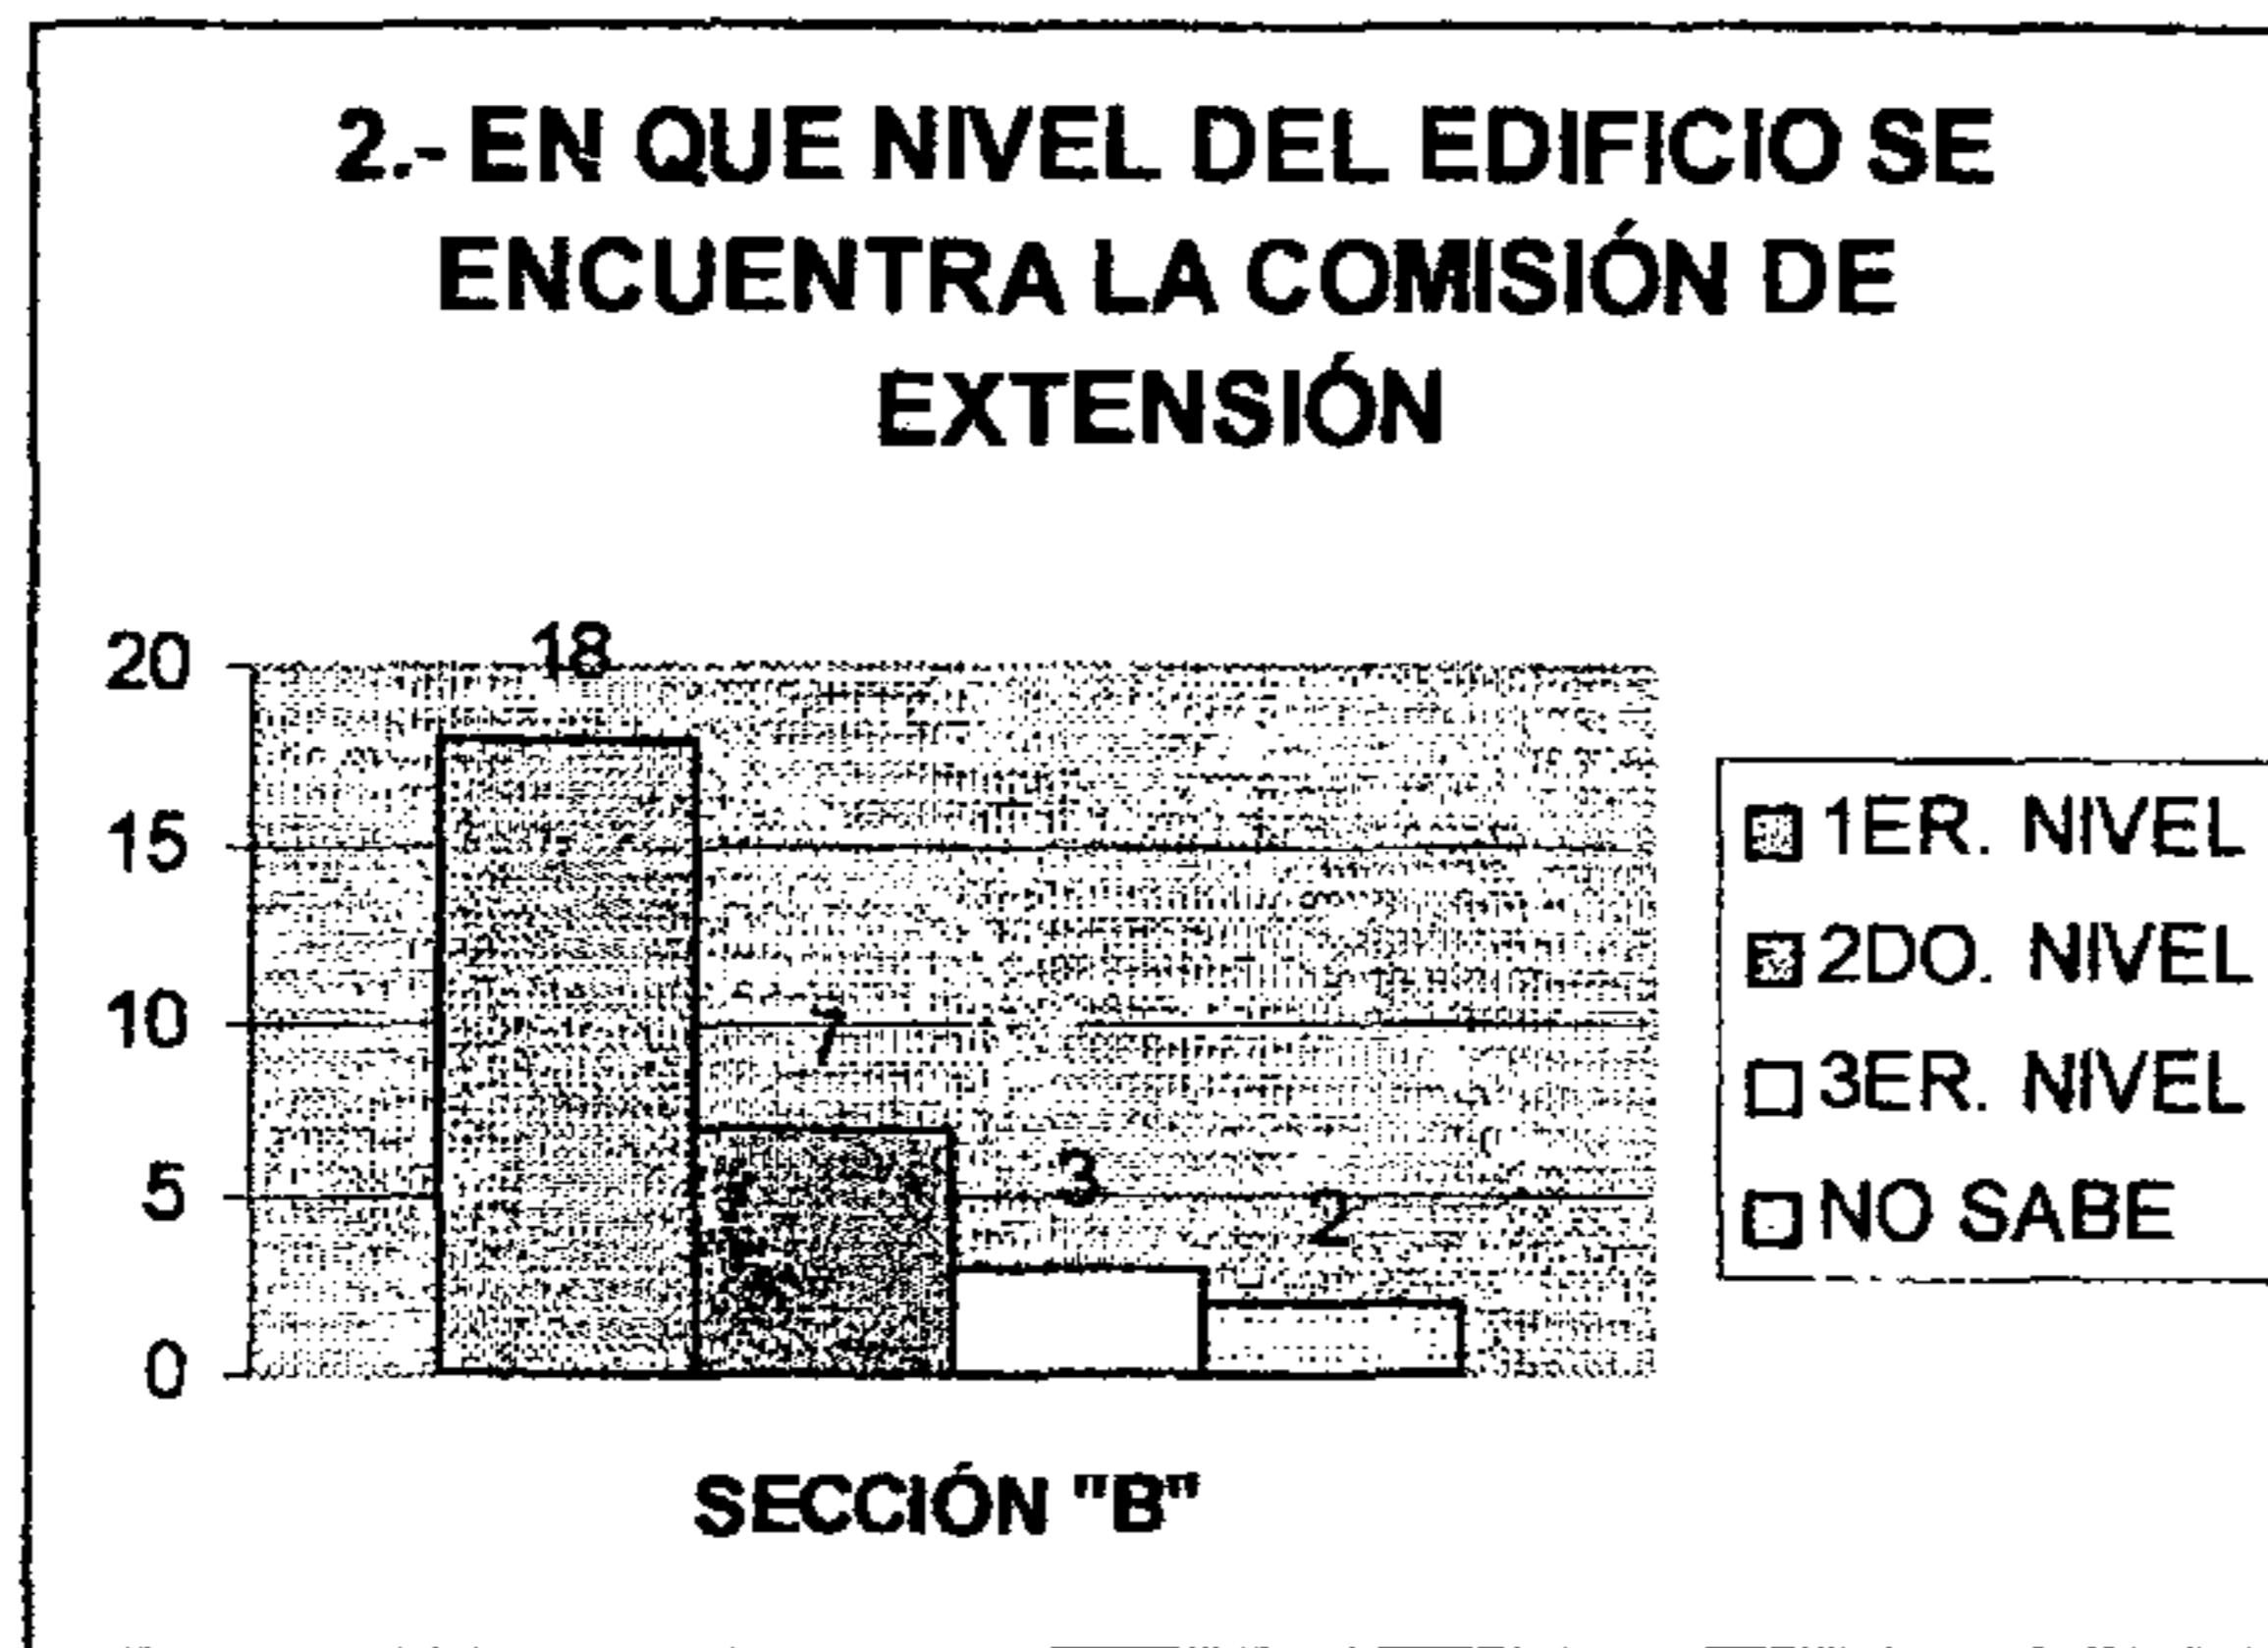 2.- EN QUE NIVEL DEL EDIFICIO SE
ENCUENTRA LA COMISIÓN DE
EXTENSIÓN
20
18
15
10
7
5
3
2
0
1ER. NIVEL
2DO. NIVEL
3ER. NIVEL
NO SABE
SECCIÓN "B"